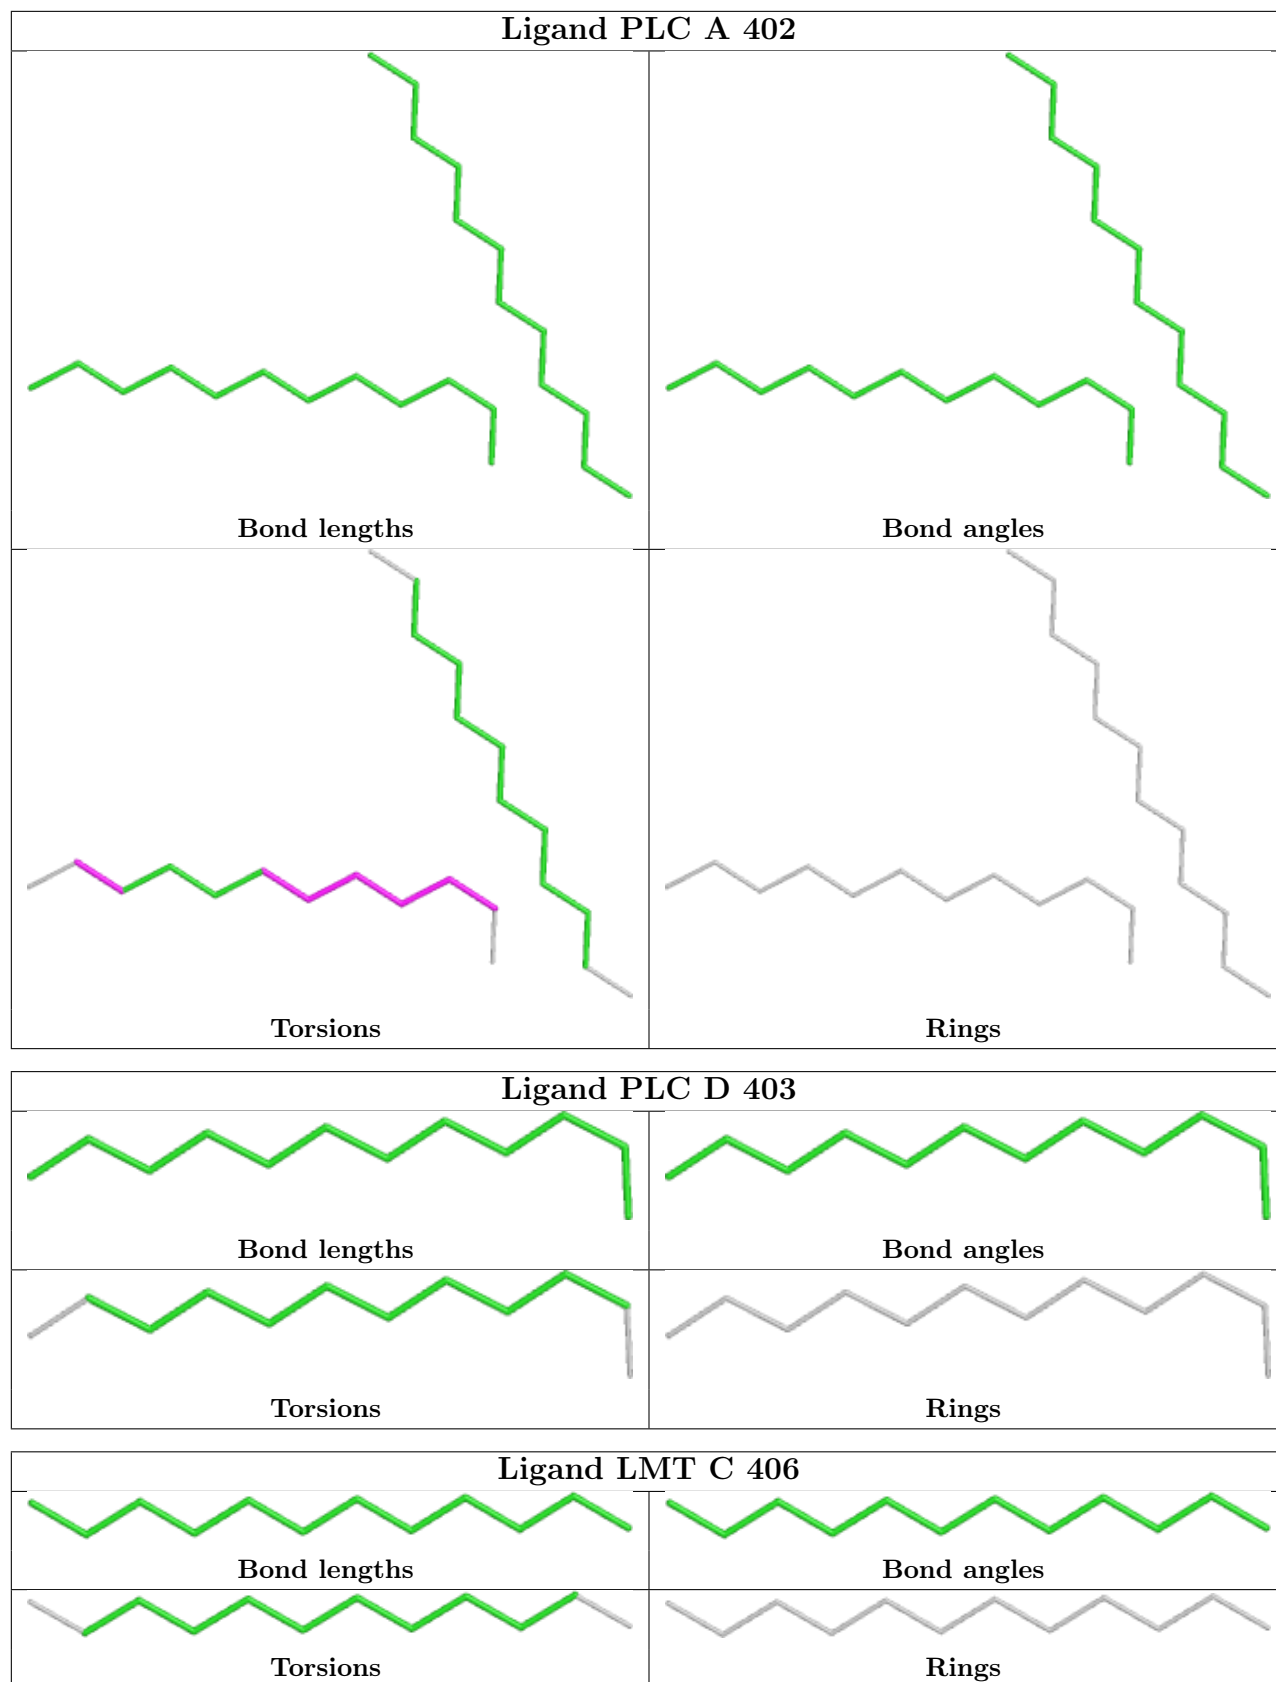 Ligand PLC A 402
Bond lengths
Bond angles
Torsions
Rings
Ligand PLC D 403
Bond lengths
Bond angles
Torsions
Rings
Ligand LMT C 406
Bond lengths
Bond angles
Torsions
Rings